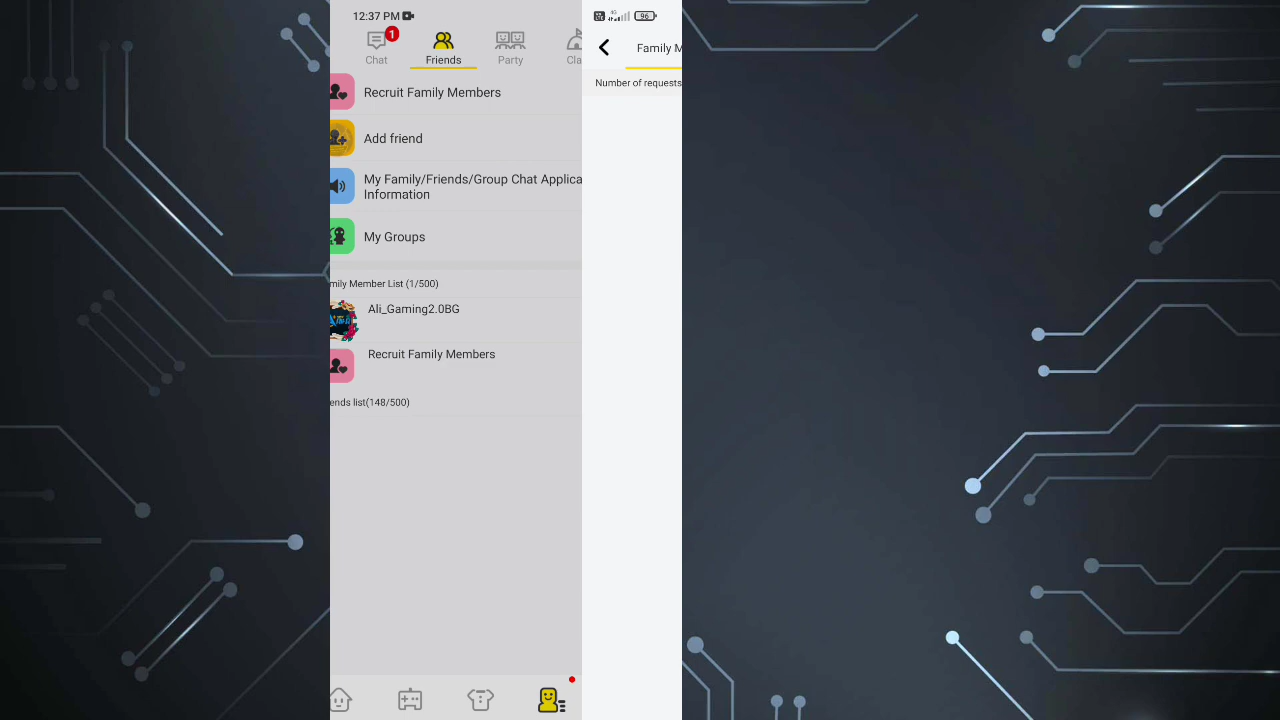 12:37 PM
4G
96
1
Chat
Friends
Party
Cla
Family M
Number of requests
Recruit Family Members
Add friend
My Family/Friends/Group Chat Applica
Information
My Groups
mily Member List (1/500)
Ali_Gaming2.0BG
Recruit Family Members
ends list(148/500)